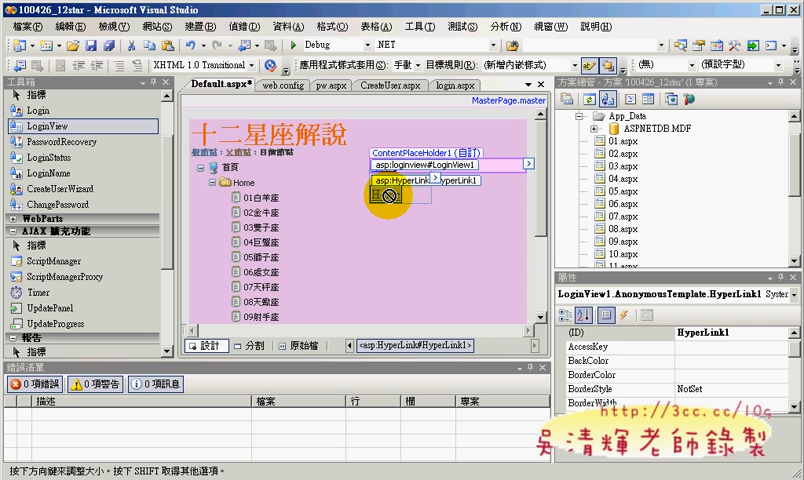 100426_12star - Microsoft Visual Studio
檔案(F) 編輯(E) 檢視(V) 網站(S) 建置(B) 偵錯(D) 資料(A) 格式(O) 表格(A) 工具(T) 測試(S) 分析(N) 視窗(W) 說明(H)
Debug .NET
XHTML 1.0 Transitional 應用程式樣式套用: 手動 目標規則: (新增內嵌樣式) (無) (預設字型)
工具箱
指標
Login
LoginView
PasswordRecovery
LoginStatus
LoginName
CreateUserWizard
ChangePassword
WebParts
AJAX 擴充功能
指標
ScriptManager
ScriptManagerProxy
Timer
UpdatePanel
UpdateProgress
報告
指標
Default.aspx* web.config pw.aspx CreateUser.aspx login.aspx
MasterPage.master
十二星座解說
根節點 : 父節點 : 目前節點
首頁
Home
01白羊座
02金牛座
03雙子座
04巨蟹座
05獅子座
06處女座
07天秤座
08天蠍座
09射手座
ContentPlaceHolder1 (自訂)
asp:loginview#LoginView1
設計 分割 原始檔 <asp:HyperLink#HyperLink1>
方案總管 - 方案 '100426_12star' (1 專案)
App_Data
ASPNETDB.MDF
01.aspx
02.aspx
03.aspx
04.aspx
05.aspx
06.aspx
07.aspx
08.aspx
09.aspx
10.aspx
11.aspx
屬性
LoginView1.AnonymousTemplate.HyperLink1 System
(ID) HyperLink1
AccessKey
BackColor
BorderColor
BorderStyle NotSet
BorderWidth
錯誤清單
0 項錯誤 0 項警告 0 項訊息
描述 檔案 行 欄 專案
http://3cc.cc/10g
吳清輝老師錄製
按下方向鍵來調整大小。按下 SHIFT 取得其他選項。